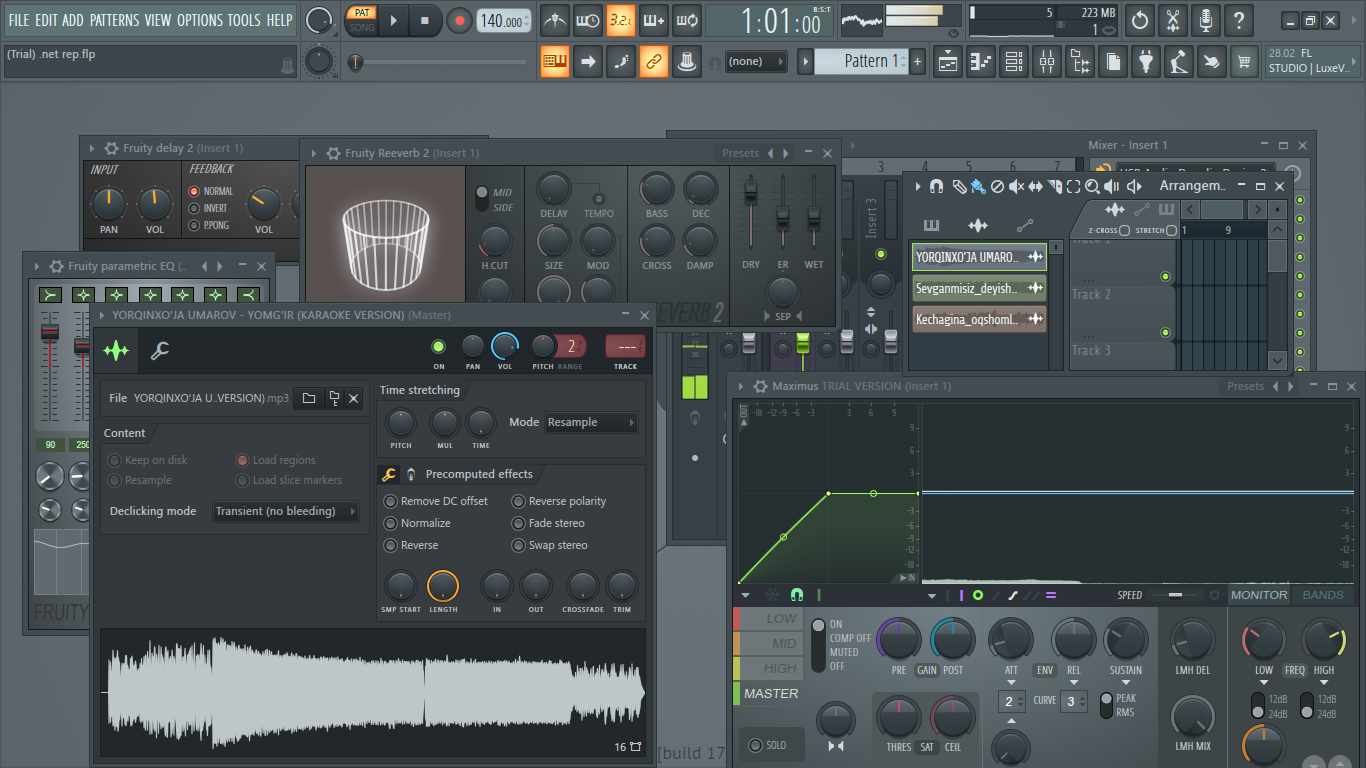 FILE EDIT ADD PATTERNS VIEW OPTIONS TOOLS HELP
PAT
SONG
140.000
3.2..
1:01:00
B:S:T
5
223 MB
1
(Trial) .net rep.flp
(none)
Pattern 1
28.02 FL
STUDIO | LuxeV..
Fruity delay 2 (Insert 1)
INPUT
FEEDBACK
NORMAL
INVERT
P.PONG
PAN
VOL
VOL
Fruity Reeverb 2 (Insert 1)
Presets
MID
SIDE
DELAY
TEMPO
BASS
DEC
H.CUT
SIZE
MOD
CROSS
DAMP
DRY
ER
WET
SEP
Mixer - Insert 1
3
4
5
6
7
Insert 3
Arrangem..
Z-CROSS
STRETCH
1
9
YORQINXO'JA UMARO..
Sevganmisiz_deyish..
Kechagina_oqshoml..
Track 1
Track 2
Track 3
Fruity parametric EQ (..
90
250
FRUITY
YORQINXO'JA UMAROV - YOMG'IR (KARAOKE VERSION) (Master)
ON
PAN
VOL
PITCH
RANGE
2
---
TRACK
File
YORQINXO'JA U..VERSION).mp3
Content
Keep on disk
Load regions
Resample
Load slice markers
Declicking mode
Transient (no bleeding)
Time stretching
PITCH
MUL
TIME
Mode
Resample
Precomputed effects
Remove DC offset
Reverse polarity
Normalize
Fade stereo
Reverse
Swap stereo
SMP START
LENGTH
IN
OUT
CROSSFADE
TRIM
16
[build 17
Maximus TRIAL VERSION (Insert 1)
Presets
OUT
-18 -12 -9 -6 -3 3 6 9
9
6
3
-3
-6
-9
-12
-18
IN
9
3
-3
-6
-9
-12
-18
SPEED
MONITOR
BANDS
LOW
MID
HIGH
MASTER
SOLO
ON
COMP OFF
MUTED
OFF
PRE
GAIN
POST
THRES
SAT
CEIL
ATT
ENV
REL
SUSTAIN
2
CURVE
3
PEAK
RMS
LMH DEL
LMH MIX
LOW
FREQ
HIGH
12dB
24dB
12dB
24dB